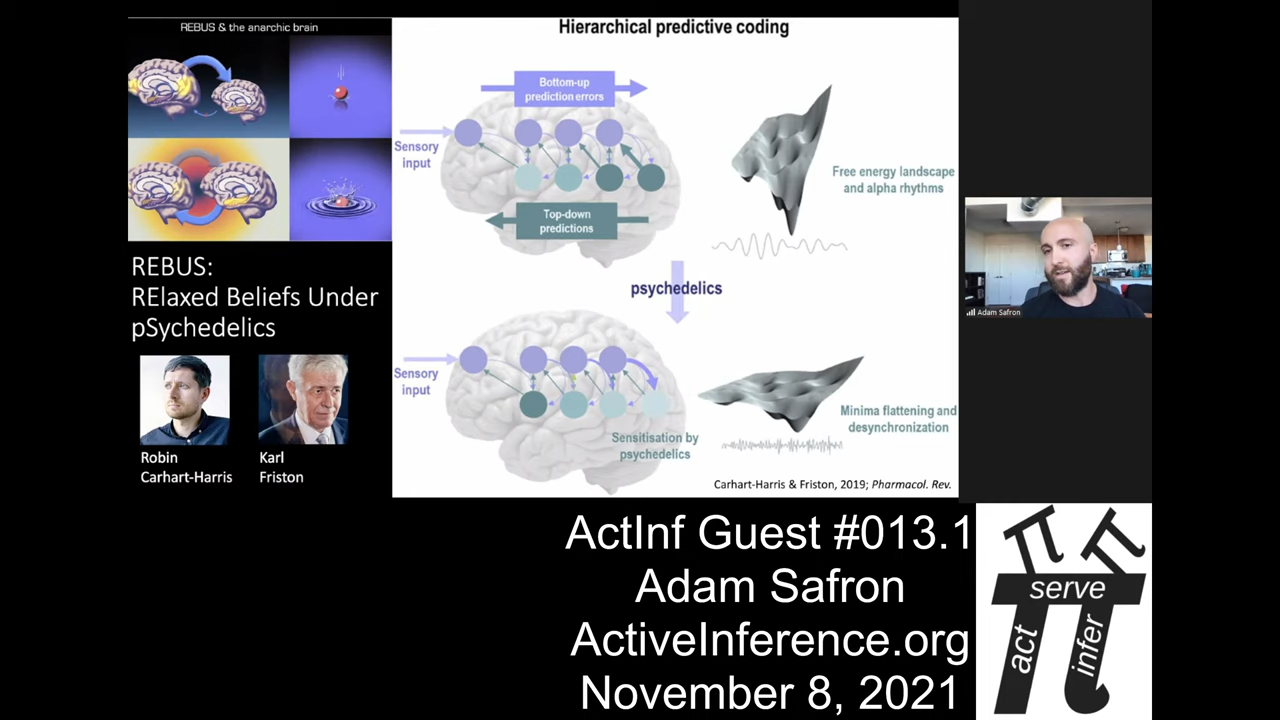 REBUS & the anarchic brain
REBUS:
RElaxed Beliefs Under
pSychedelics
Robin
Carhart-Harris
Karl
Friston
Hierarchical predictive coding
Bottom-up
prediction errors
Sensory
input
Top-down
predictions
Free energy landscape
and alpha rhythms
psychedelics
Sensory
input
Sensitisation by
psychedelics
Minima flattening and
desynchronization
Carhart-Harris & Friston, 2019; Pharmacol. Rev.
Adam Safron
ActInf Guest #013.1
Adam Safron
ActiveInference.org
November 8, 2021
serve
act
infer